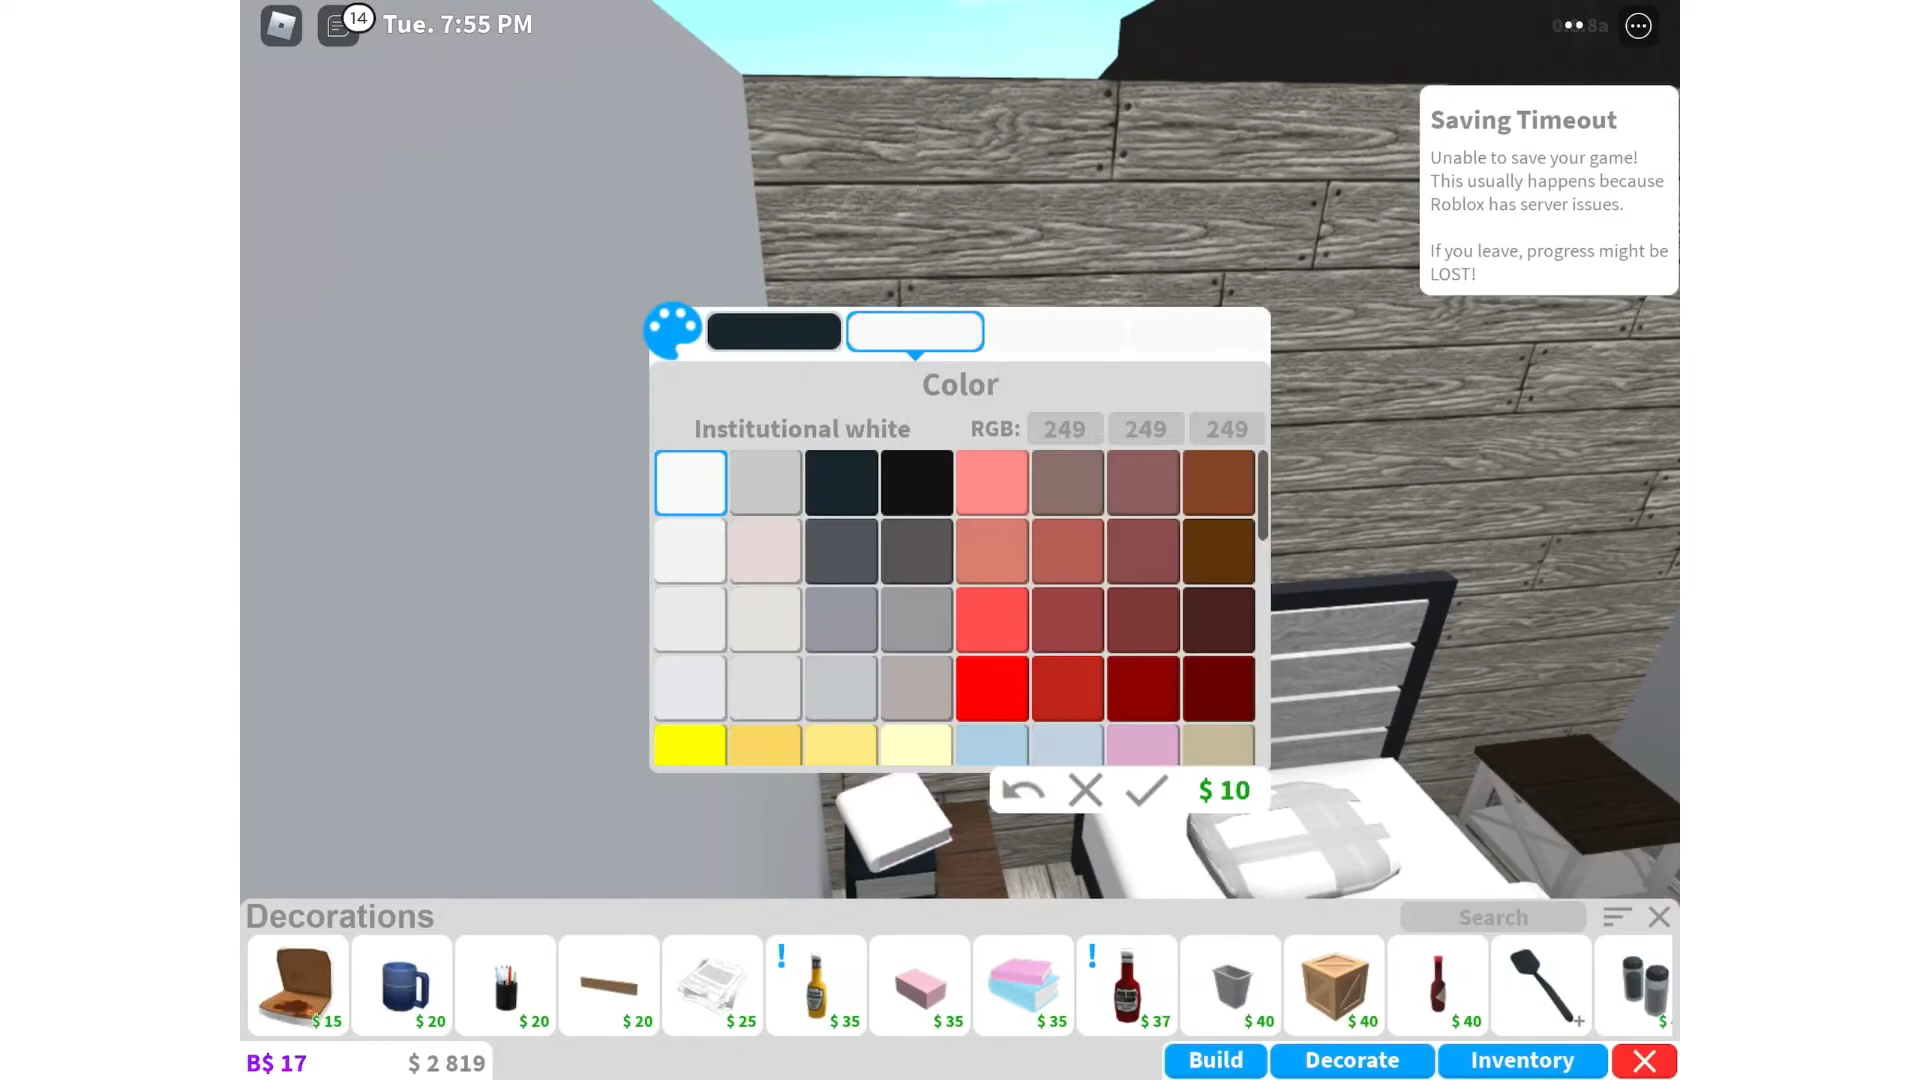 14
Tue. 7:55 PM
Saving Timeout
Unable to save your game!
This usually happens because
Roblox has server issues.
If you leave, progress might be
LOST!
Color
Institutional white RGB: 249 249 249
$ 10
Decorations
Search
! !
$ 15 $ 20 $ 20 $ 20 $ 25 $ 35 $ 35 $ 35 $ 37 $ 40 $ 40 $ 40 + $
B$ 17 $ 2 819
Build Decorate Inventory